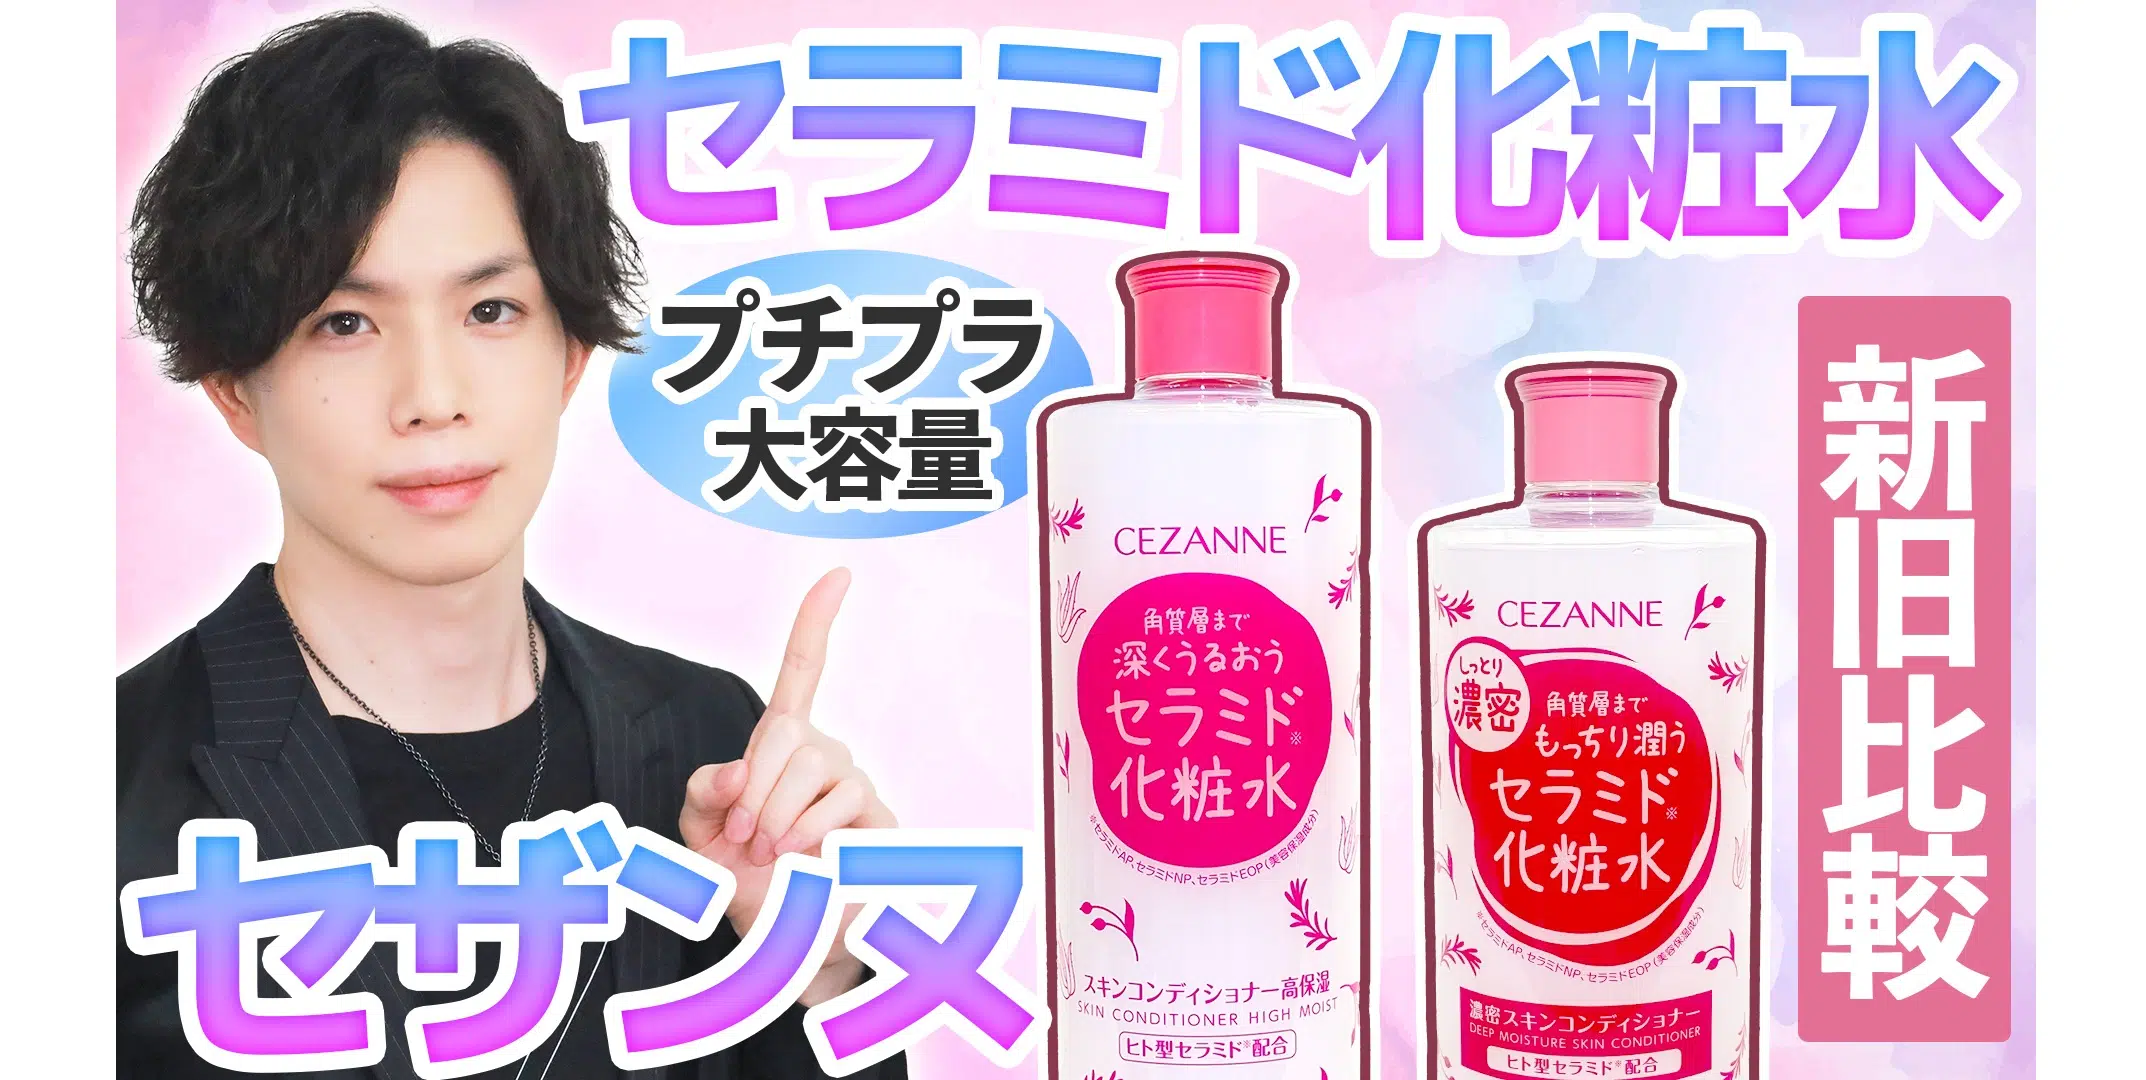 セラミド化粧水
プチプラ
大容量
新旧比較
セザンヌ
CEZANNE
角質層まで
深くうるおう
セラミド※
化粧水
※セラミドAP、セラミドNP、セラミドEOP(美容保湿成分)
スキンコンディショナー高保湿
SKIN CONDITIONER HIGH MOIST
ヒト型セラミド※配合
CEZANNE
しっとり
濃密
角質層まで
もっちり潤う
セラミド※
化粧水
※セラミドAP、セラミドNP、セラミドEOP(美容保湿成分)
濃密スキンコンディショナー
DEEP MOISTURE SKIN CONDITIONER
ヒト型セラミド※配合